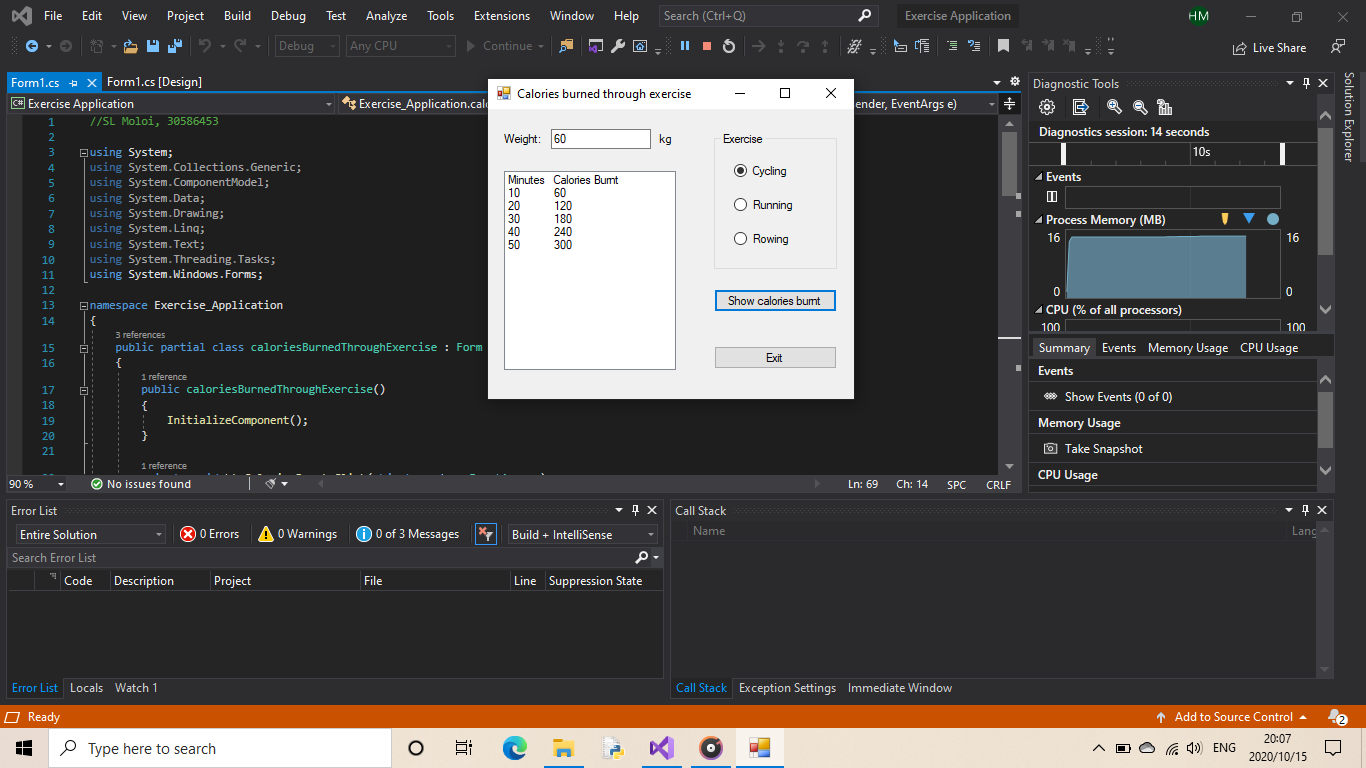 File Edit View Project Build Debug Test Analyze Tools Extensions Window Help Search (Ctrl+Q) Exercise Application HM
Debug Any CPU Continue Live Share
Form1.cs Form1.cs [Design]
Exercise Application Exercise_Application.calo ender, EventArgs e)
1 //SL Moloi, 30586453
2
3 using System;
4 using System.Collections.Generic;
5 using System.ComponentModel;
6 using System.Data;
7 using System.Drawing;
8 using System.Linq;
9 using System.Text;
10 using System.Threading.Tasks;
11 using System.Windows.Forms;
12
13 namespace Exercise_Application
14 {
3 references
15 public partial class caloriesBurnedThroughExercise : Form
16 {
1 reference
17 public caloriesBurnedThroughExercise()
18 {
19 InitializeComponent();
20 }
21
1 reference
90 % No issues found Ln: 69 Ch: 14 SPC CRLF
Calories burned through exercise
Weight: 60 kg
Minutes Calories Burnt
10 60
20 120
30 180
40 240
50 300
Exercise
Cycling
Running
Rowing
Show calories burnt
Exit
Diagnostic Tools
Diagnostics session: 14 seconds
10s
Events
Process Memory (MB)
16 16
0 0
CPU (% of all processors)
100 100
Summary Events Memory Usage CPU Usage
Events
Show Events (0 of 0)
Memory Usage
Take Snapshot
CPU Usage
Solution Explorer
Error List
Entire Solution 0 Errors 0 Warnings 0 of 3 Messages Build + IntelliSense
Search Error List
Code Description Project File Line Suppression State
Error List Locals Watch 1
Call Stack
Name Lang
Call Stack Exception Settings Immediate Window
Ready Add to Source Control 2
Type here to search ENG 20:07
2020/10/15